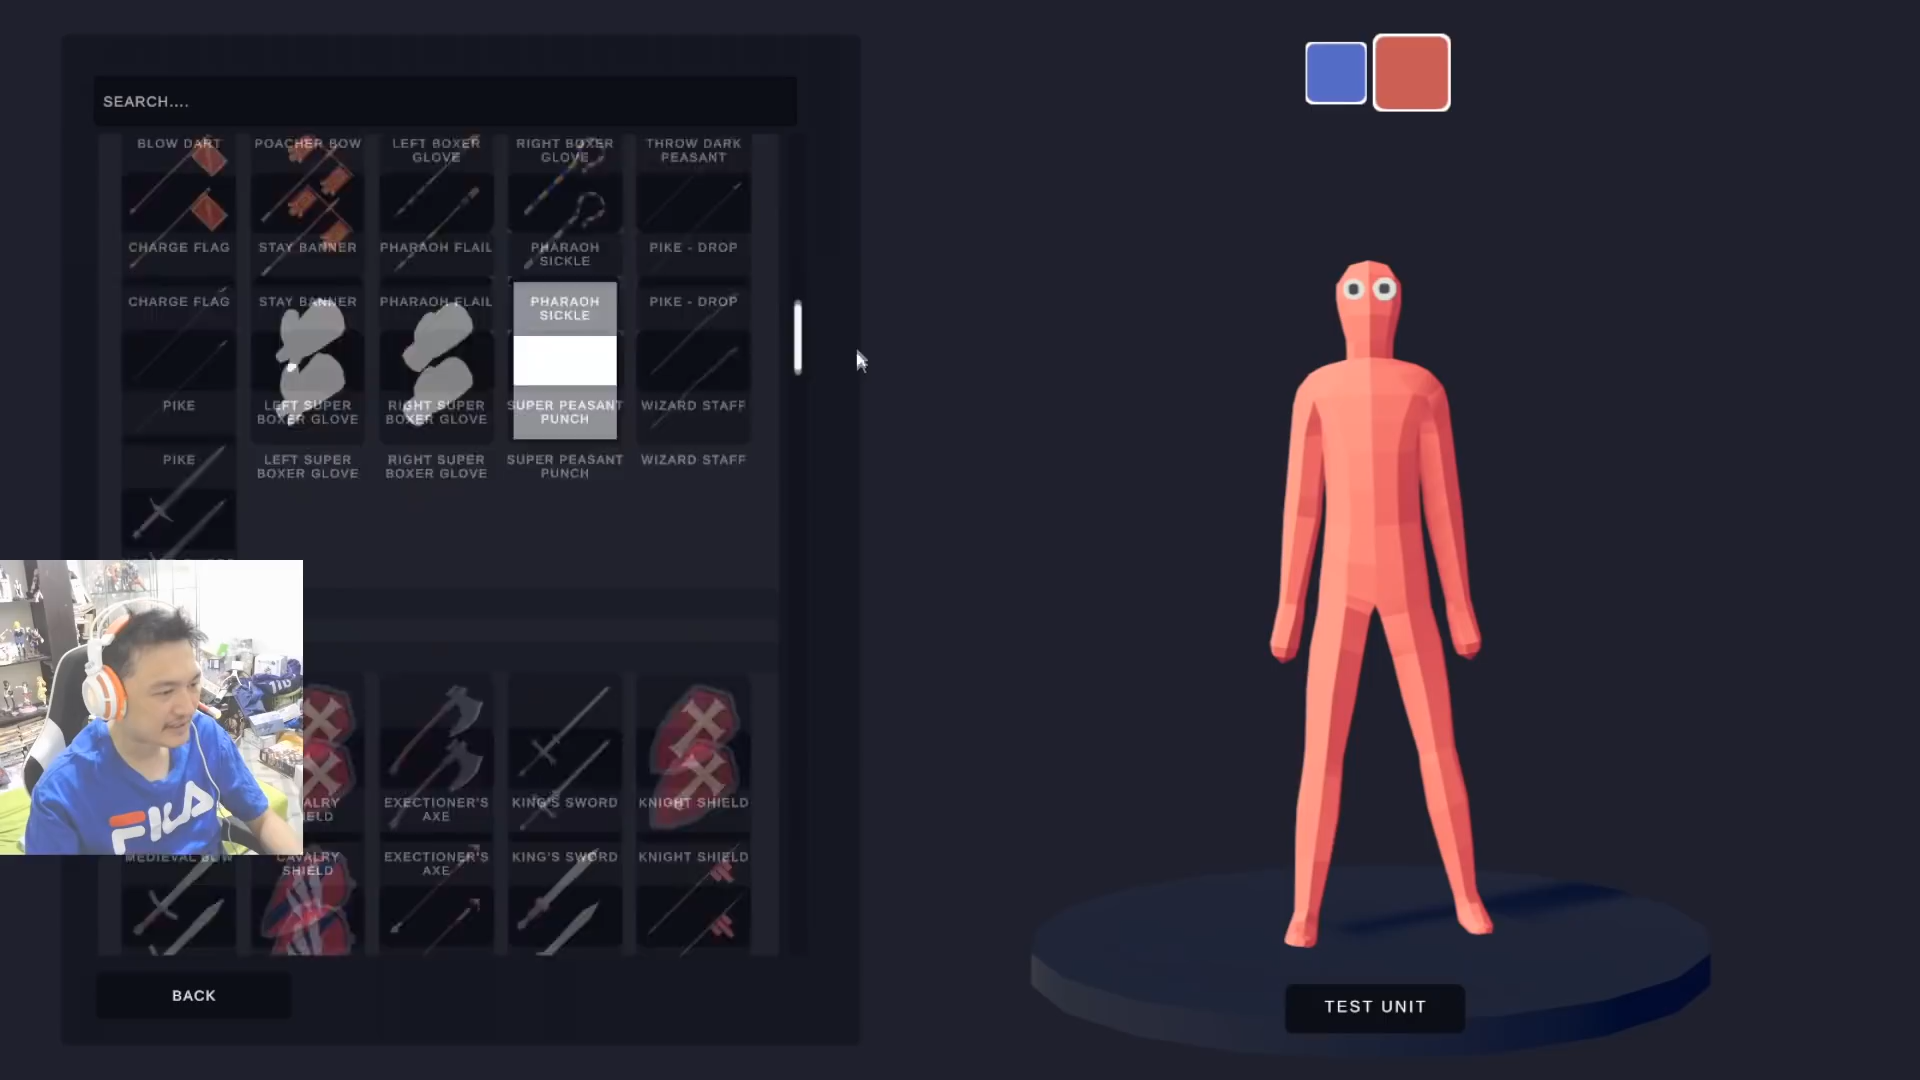 SEARCH....
BLOW DART
POACHER BOW
LEFT BOXER
GLOVE
RIGHT BOXER
GLOVE
THROW DARK
PEASANT
CHARGE FLAG
STAY BANNER
PHARAOH FLAIL
PHARAOH
SICKLE
PIKE - DROP
CHARGE FLAG
STAY BANNER
PHARAOH FLAIL
PHARAOH
SICKLE
PIKE - DROP
PIKE
LEFT SUPER
BOXER GLOVE
RIGHT SUPER
BOXER GLOVE
SUPER PEASANT
PUNCH
WIZARD STAFF
PIKE
LEFT SUPER
BOXER GLOVE
RIGHT SUPER
BOXER GLOVE
SUPER PEASANT
PUNCH
WIZARD STAFF
EXECTIONER'S
AXE
KING'S SWORD
KNIGHT SHIELD
MEDIEVAL BOW
CAVALRY
SHIELD
EXECTIONER'S
AXE
KING'S SWORD
KNIGHT SHIELD
FILA
BACK
TEST UNIT